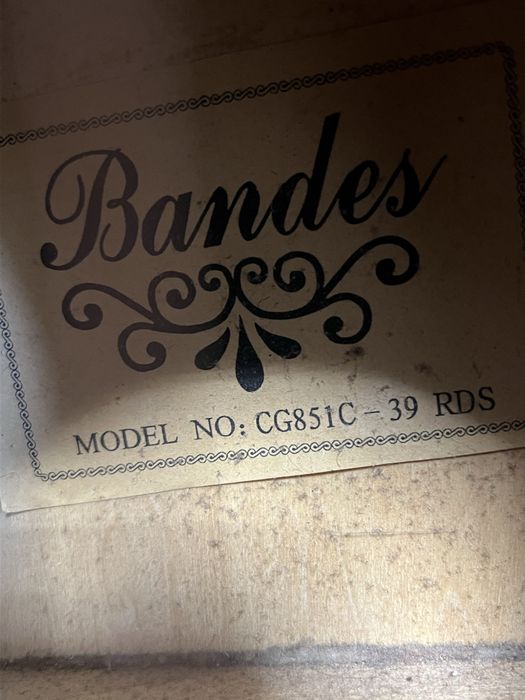 Bandes
MODEL NO: CG851C - 39 RDS